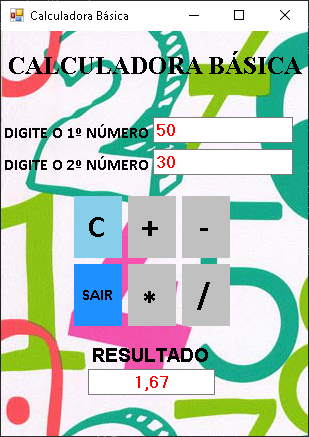 Calculadora Básica
CALCULADORA BÁSICA
DIGITE O 1º NÚMERO 50
DIGITE O 2º NÚMERO 30
C + -
SAIR * /
RESULTADO
1,67